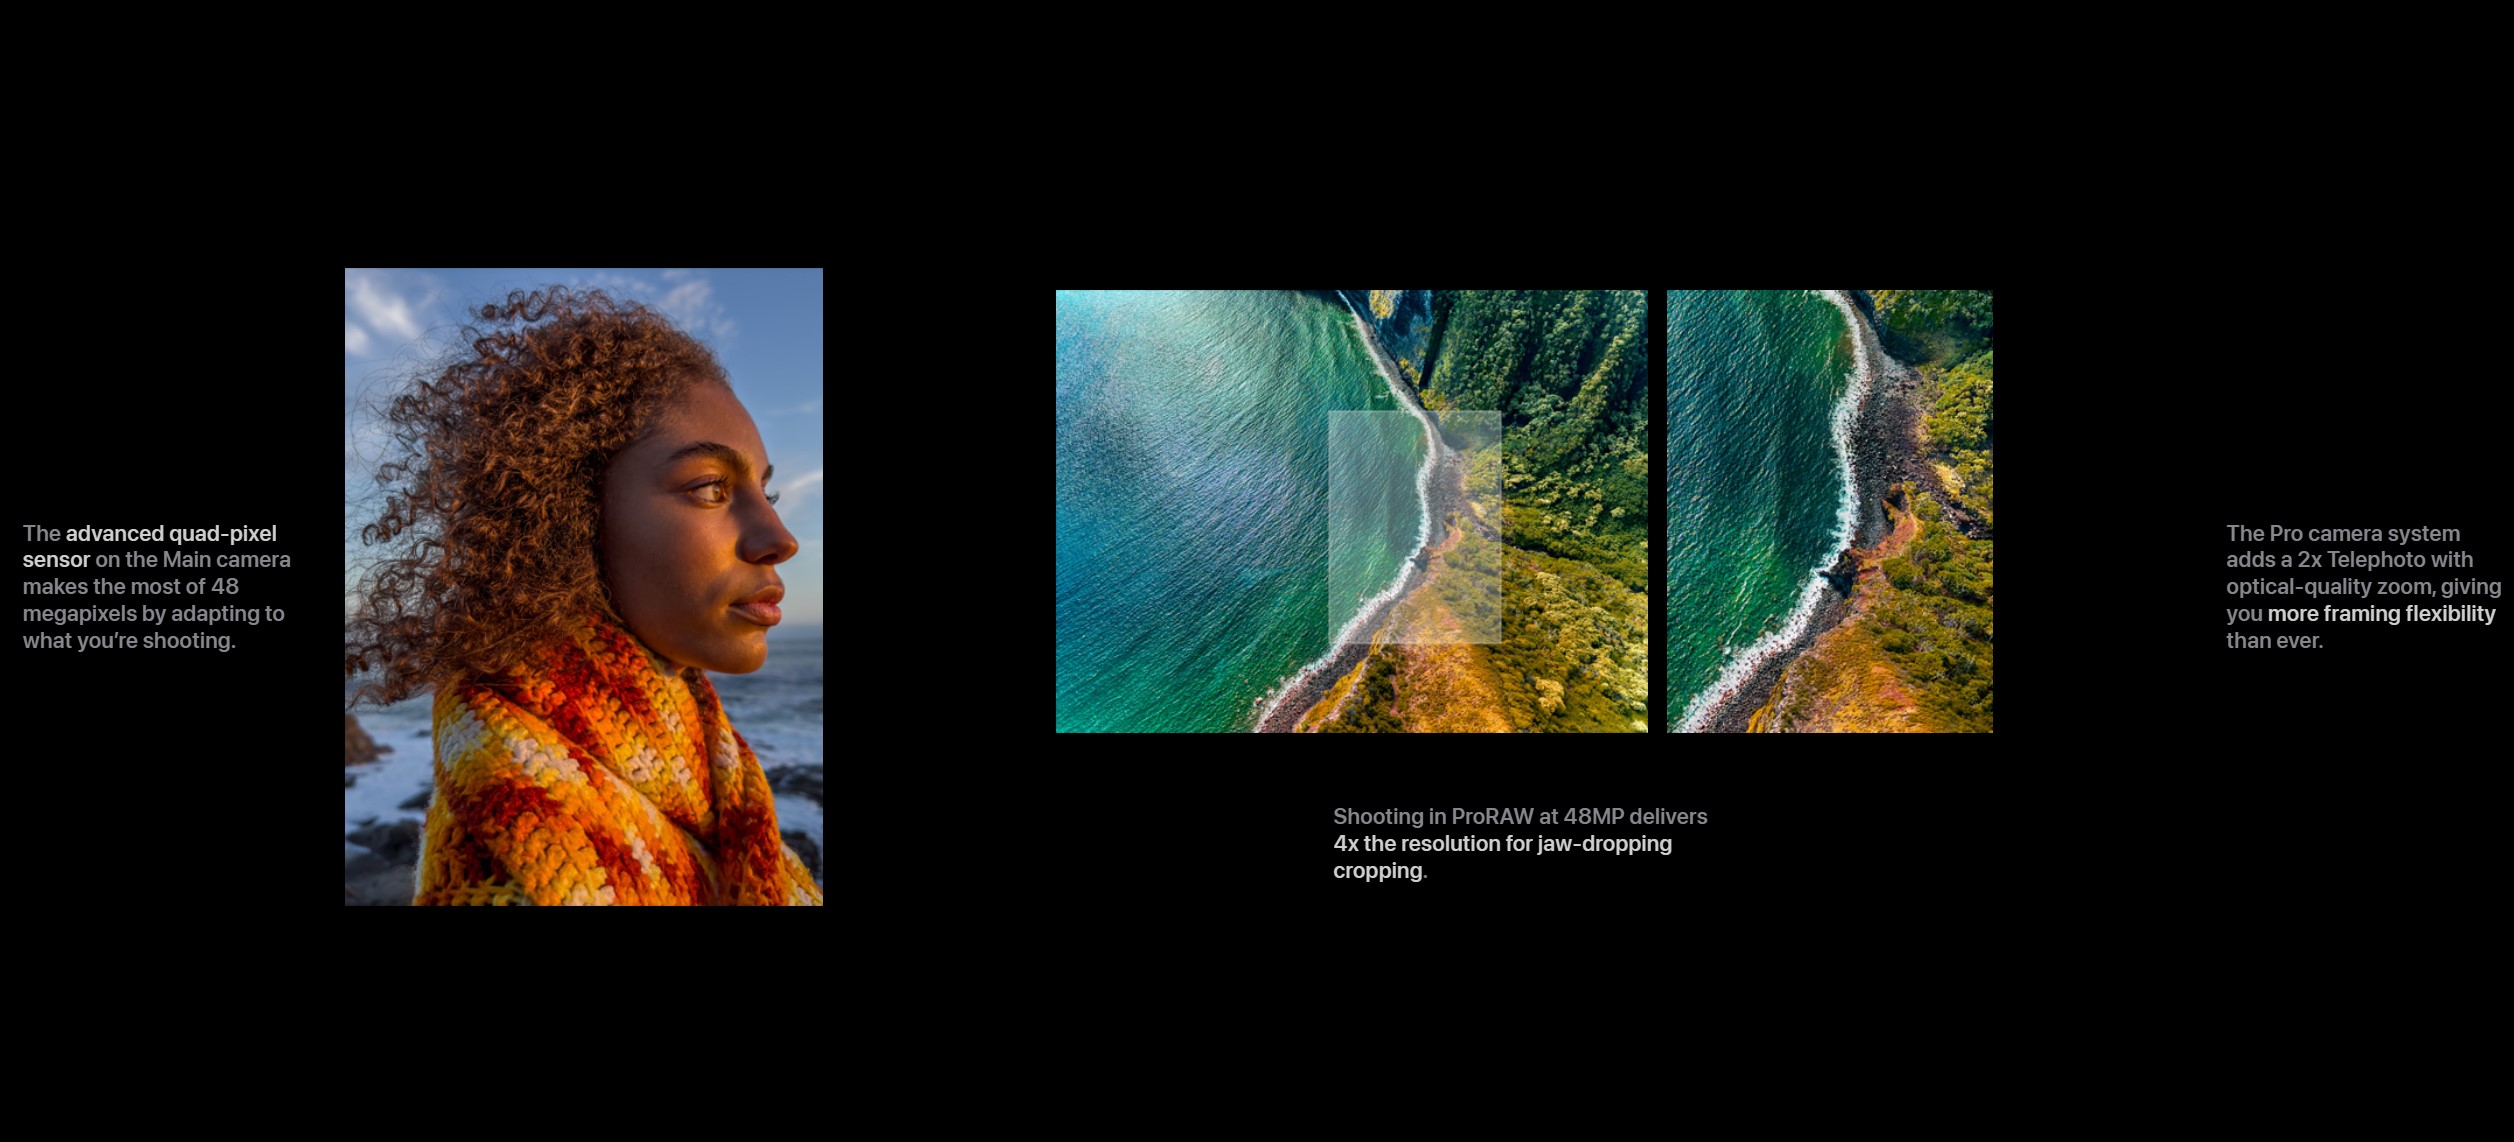 The advanced quad-pixel
sensor on the Main camera
makes the most of 48
megapixels by adapting to
what you’re shooting.
Shooting in ProRAW at 48MP delivers
4x the resolution for jaw-dropping
cropping.
The Pro camera system
adds a 2x Telephoto with
optical-quality zoom, giving
you more framing flexibility
than ever.